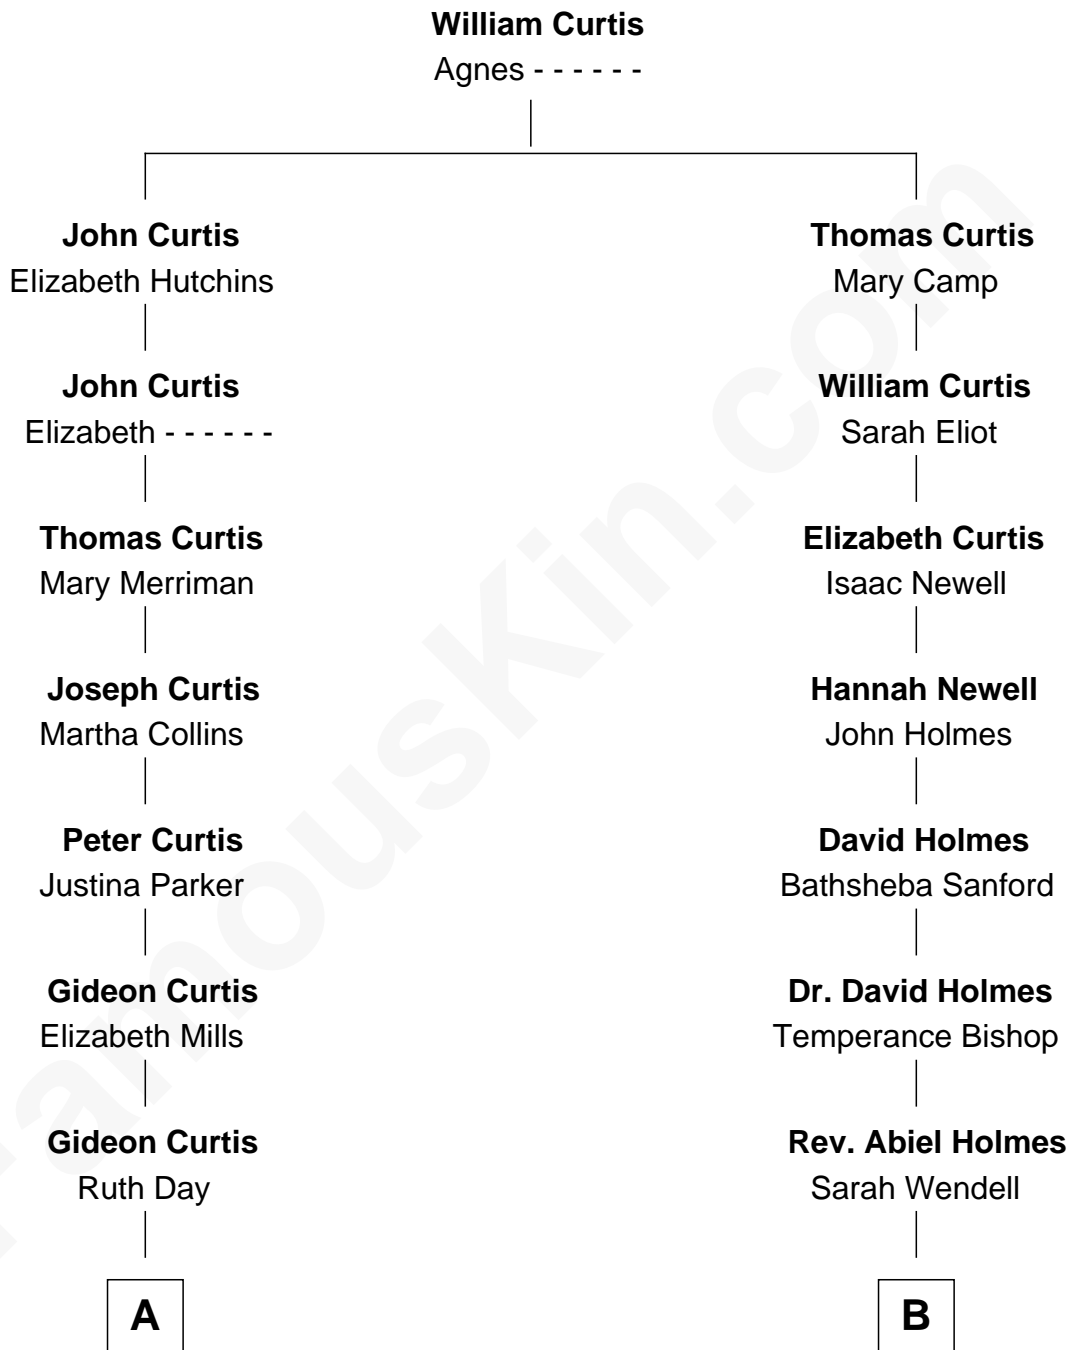 William Curtis
Agnes - - - - - -
John Curtis
Elizabeth Hutchins
Thomas Curtis
Mary Camp
John Curtis
Elizabeth - - - - - -
William Curtis
Sarah Eliot
Thomas Curtis
Mary Merriman
Elizabeth Curtis
Isaac Newell
Joseph Curtis
Martha Collins
Hannah Newell
John Holmes
Peter Curtis
Justina Parker
David Holmes
Bathsheba Sanford
Gideon Curtis
Elizabeth Mills
Dr. David Holmes
Temperance Bishop
Gideon Curtis
Ruth Day
Rev. Abiel Holmes
Sarah Wendell
A
B
FamousKin.com